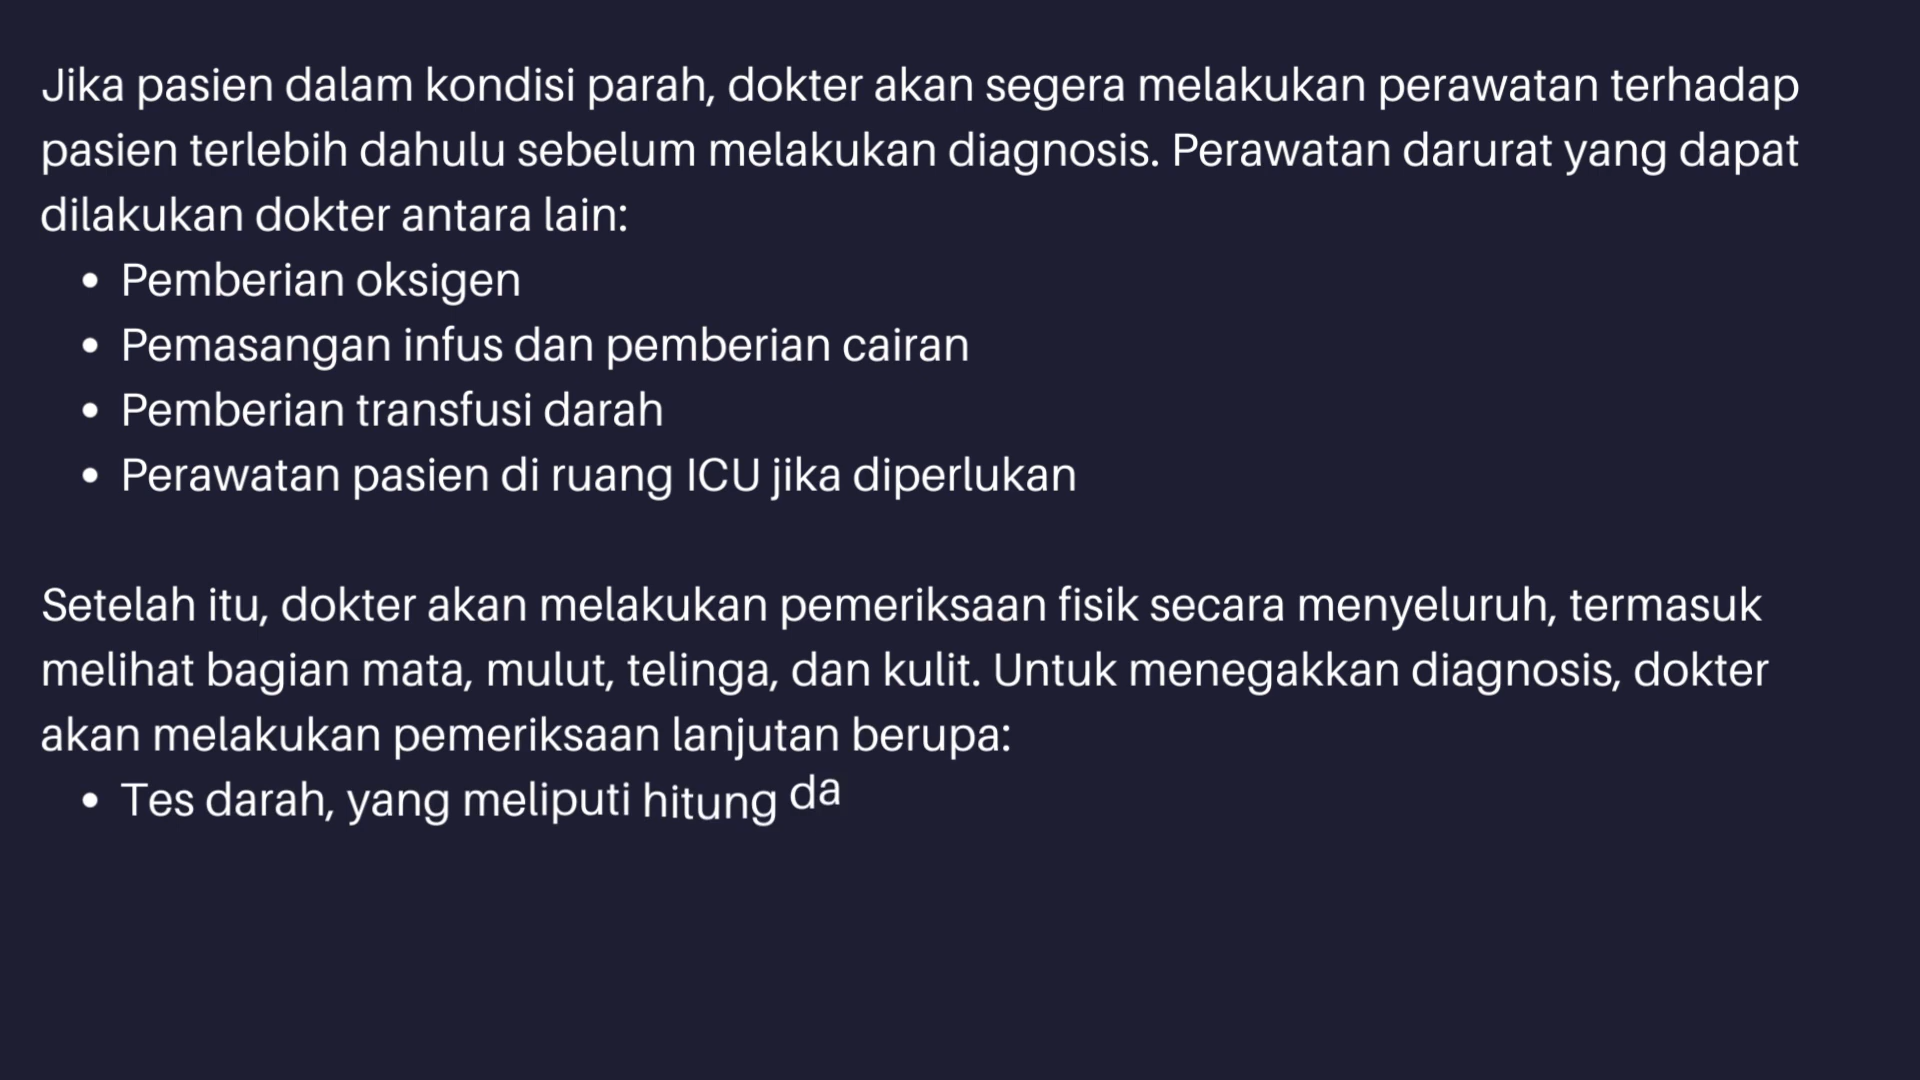 Jika pasien dalam kondisi parah, dokter akan segera melakukan perawatan terhadap
pasien terlebih dahulu sebelum melakukan diagnosis. Perawatan darurat yang dapat
dilakukan dokter antara lain:
• Pemberian oksigen
• Pemasangan infus dan pemberian cairan
• Pemberian transfusi darah
• Perawatan pasien di ruang ICU jika diperlukan
Setelah itu, dokter akan melakukan pemeriksaan fisik secara menyeluruh, termasuk
melihat bagian mata, mulut, telinga, dan kulit. Untuk menegakkan diagnosis, dokter
akan melakukan pemeriksaan lanjutan berupa:
• Tes darah, yang meliputi hitung da